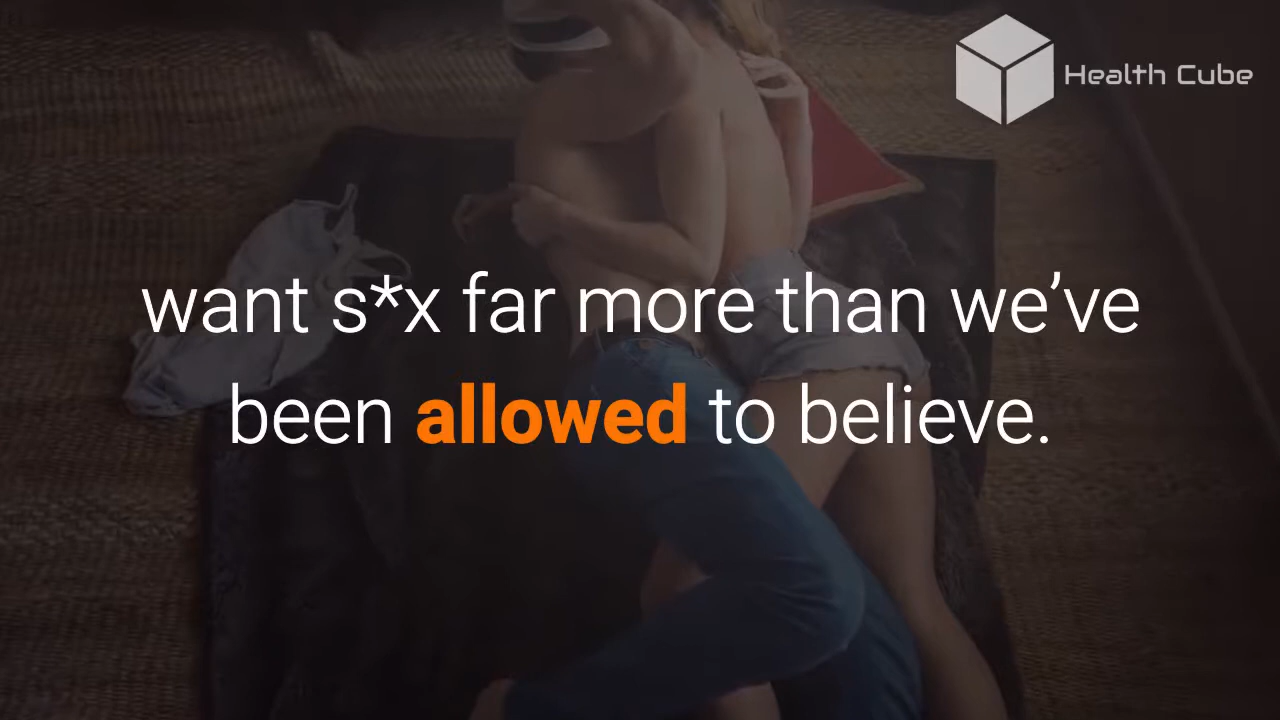 Health Cube
want s*x far more than we’ve
been allowed to believe.